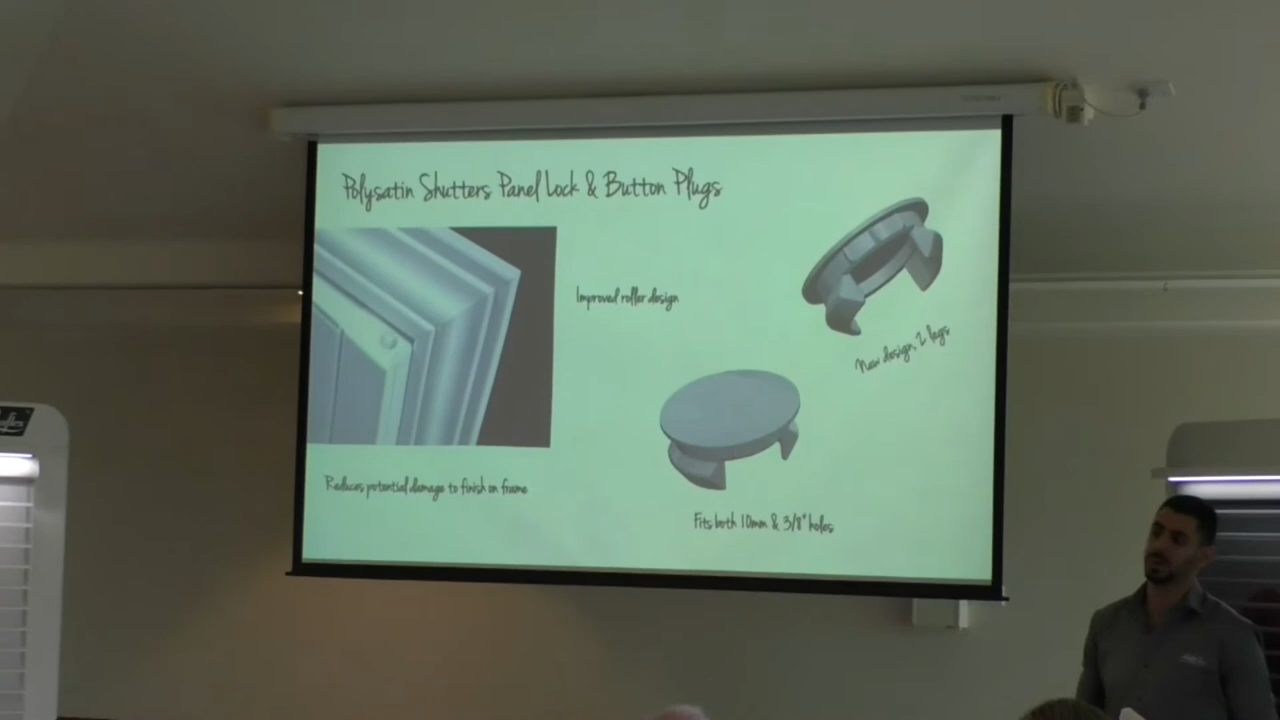 Polysatin Shutters Panel Lock & Button Plugs
Improved roller design
New design, 2 legs
Reduces potential damage to finish on frame
Fits both 10mm & 3/8" holes